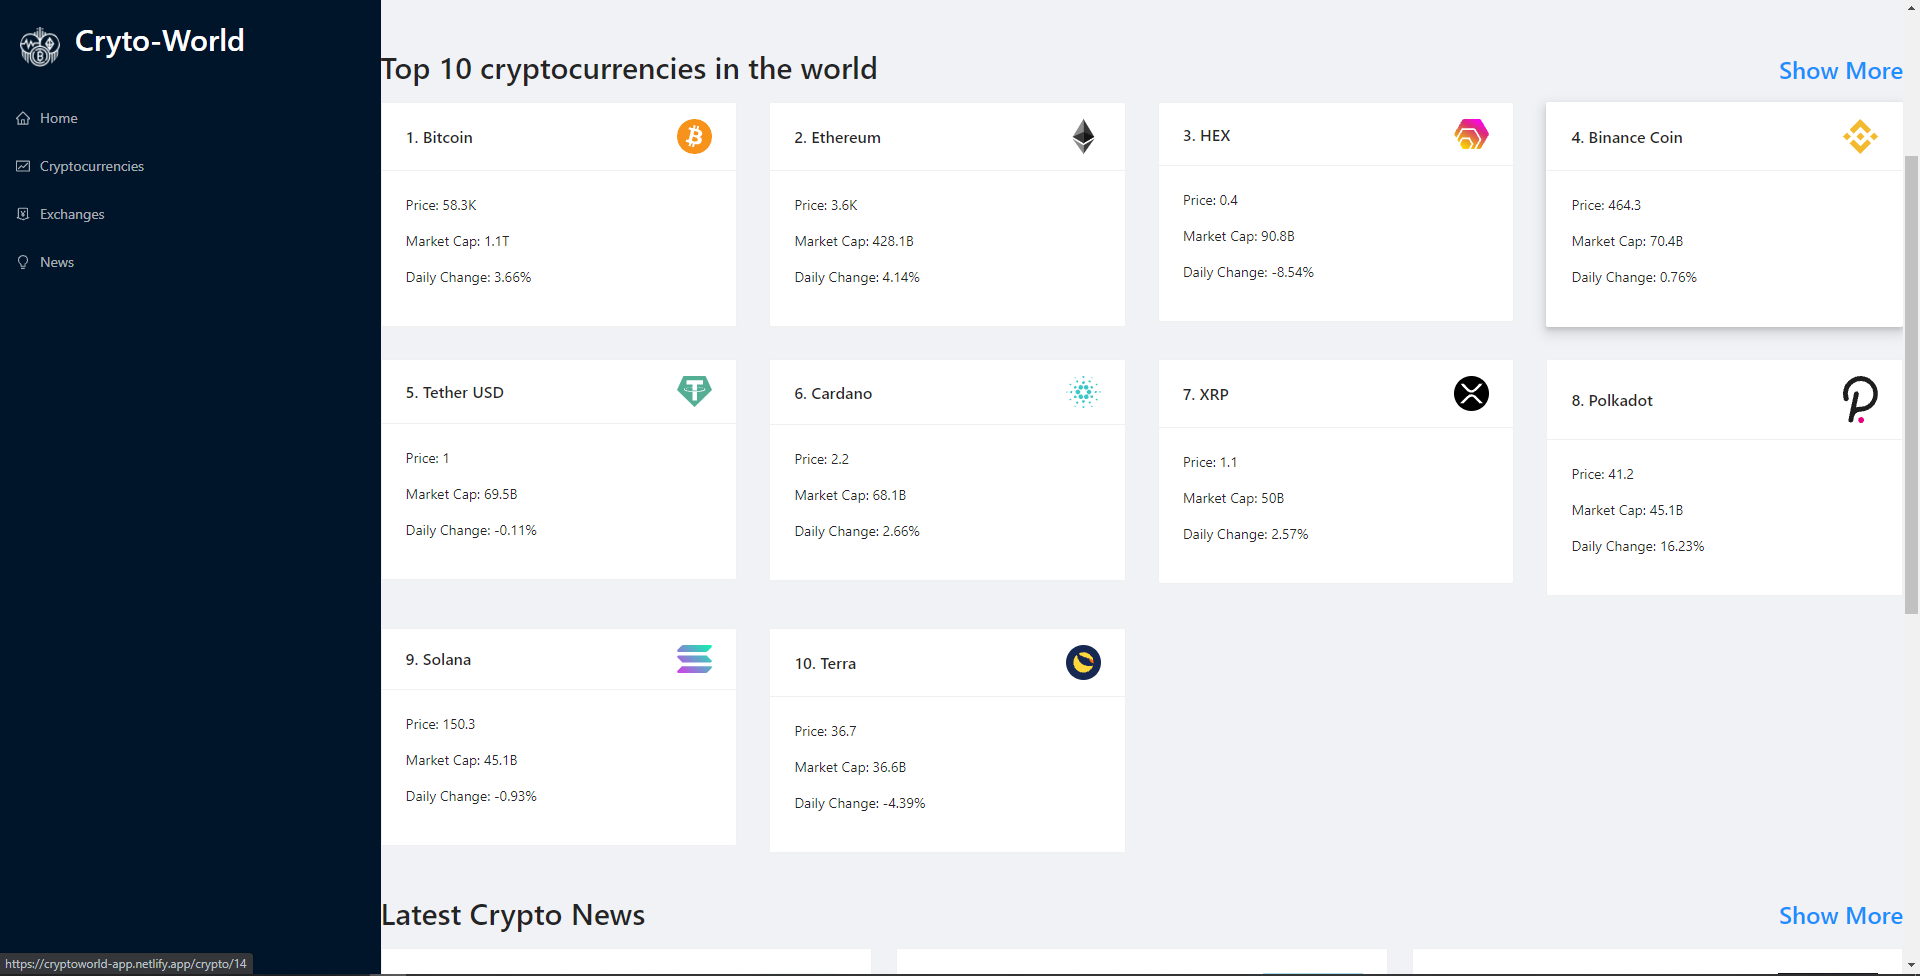 Cryto-World
Home
Cryptocurrencies
Exchanges
News
Top 10 cryptocurrencies in the world
Show More
1. Bitcoin
Price: 58.3K
Market Cap: 1.1T
Daily Change: 3.66%
2. Ethereum
Price: 3.6K
Market Cap: 428.1B
Daily Change: 4.14%
3. HEX
Price: 0.4
Market Cap: 90.8B
Daily Change: -8.54%
4. Binance Coin
Price: 464.3
Market Cap: 70.4B
Daily Change: 0.76%
5. Tether USD
Price: 1
Market Cap: 69.5B
Daily Change: -0.11%
6. Cardano
Price: 2.2
Market Cap: 68.1B
Daily Change: 2.66%
7. XRP
Price: 1.1
Market Cap: 50B
Daily Change: 2.57%
8. Polkadot
Price: 41.2
Market Cap: 45.1B
Daily Change: 16.23%
9. Solana
Price: 150.3
Market Cap: 45.1B
Daily Change: -0.93%
10. Terra
Price: 36.7
Market Cap: 36.6B
Daily Change: -4.39%
Latest Crypto News
Show More
https://cryptoworld-app.netlify.app/crypto/14